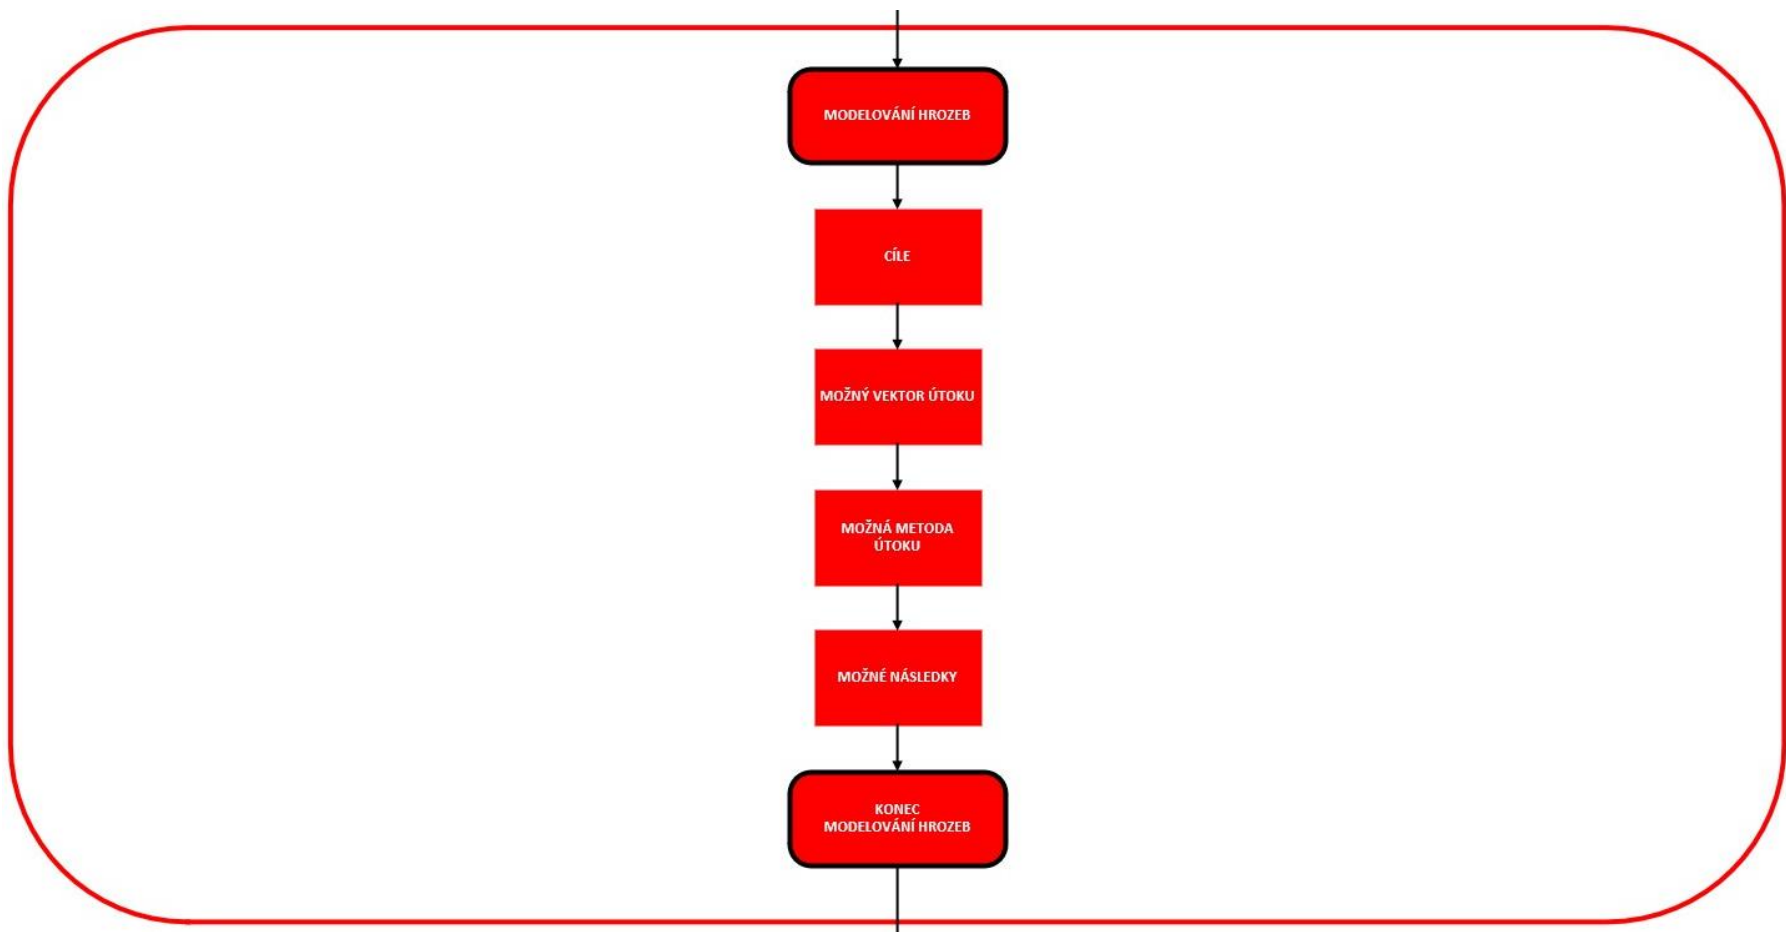 MODELOVÁNÍ HROZEB
CÍLE
MOŽNÝ VEKTOR ÚTOKU
MOŽNÁ METODA
ÚTOKU
MOŽNÉ NÁSLEDKY
KONEC
MODELOVÁNÍ HROZEB